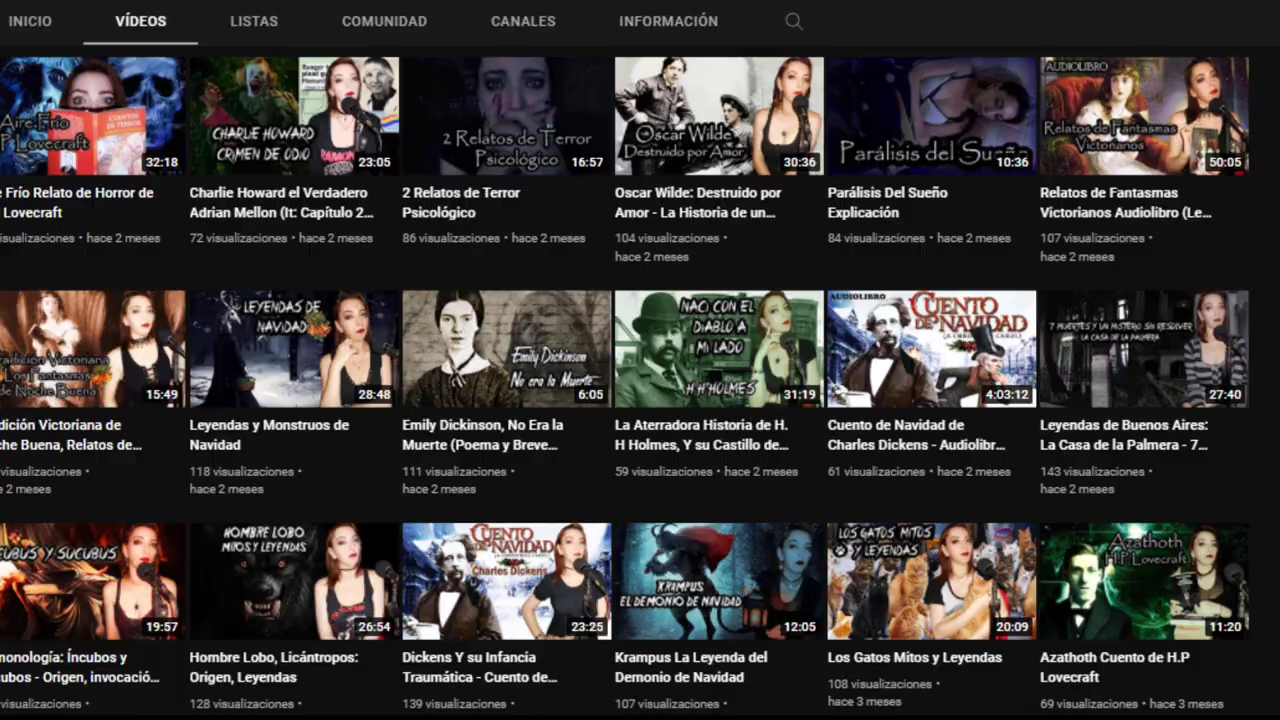 INICIO VÍDEOS LISTAS COMUNIDAD CANALES INFORMACIÓN
Aire Frío
P Lovecraft
CUENTOS
DE TERROR
32:18
CHARLIE HOWARD
CRIMEN DE ODIO
23:05
2 Relatos de Terror
Psicológico
16:57
Oscar Wilde
Destruido por Amor
30:36
Parálisis del Sueño
10:36
AUDIOLIBRO
Relatos de Fantasmas
Victorianos
50:05
e Frío Relato de Horror de
Lovecraft
isualizaciones • hace 2 meses
Charlie Howard el Verdadero
Adrian Mellon (It: Capítulo 2...
72 visualizaciones • hace 2 meses
2 Relatos de Terror
Psicológico
86 visualizaciones • hace 2 meses
Oscar Wilde: Destruido por
Amor - La Historia de un...
104 visualizaciones •
hace 2 meses
Parálisis Del Sueño
Explicación
84 visualizaciones • hace 2 meses
Relatos de Fantasmas
Victorianos Audiolibro (Le...
107 visualizaciones •
hace 2 meses
radición Victoriana
Los Fantasmas
de Noche Buena
15:49
LEYENDAS DE
NAVIDAD
28:48
Emily Dickinson
No era la Muerte
6:05
NACI CON EL
DIABLO A
MI LADO
H H HOLMES
31:19
AUDIOLIBRO
CUENTO
DE NAVIDAD
(A CHRISTMAS CAROL)
4:03:12
7 MUERTES Y UN MISTERIO SIN RESOLVER
LA CASA DE LA PALMERA
27:40
dición Victoriana de
che Buena, Relatos de...
visualizaciones •
e 2 meses
Leyendas y Monstruos de
Navidad
118 visualizaciones •
hace 2 meses
Emily Dickinson, No Era la
Muerte (Poema y Breve...
111 visualizaciones •
hace 2 meses
La Aterradora Historia de H.
H Holmes, Y su Castillo de...
59 visualizaciones • hace 2 meses
Cuento de Navidad de
Charles Dickens - Audiolibr...
61 visualizaciones • hace 2 meses
Leyendas de Buenos Aires:
La Casa de la Palmera - 7...
143 visualizaciones •
hace 2 meses
CUBUS Y SUCUBUS
19:57
HOMBRE LOBO
MITOS Y LEYENDAS
26:54
CUENTO
DE NAVIDAD
Charles Dickens
23:25
KRAMPUS
EL DEMONIO DE NAVIDAD
12:05
LOS GATOS MITOS
Y LEYENDAS
20:09
Azathoth
H.P Lovecraft
11:20
monología: Íncubos y
cubos - Origen, invocació...
visualizaciones •
Hombre Lobo, Licántropos:
Origen, Leyendas
128 visualizaciones •
Dickens Y su Infancia
Traumática - Cuento de...
139 visualizaciones •
Krampus La Leyenda del
Demonio de Navidad
107 visualizaciones •
Los Gatos Mitos y Leyendas
108 visualizaciones •
hace 3 meses
Azathoth Cuento de H.P
Lovecraft
69 visualizaciones • hace 3 meses